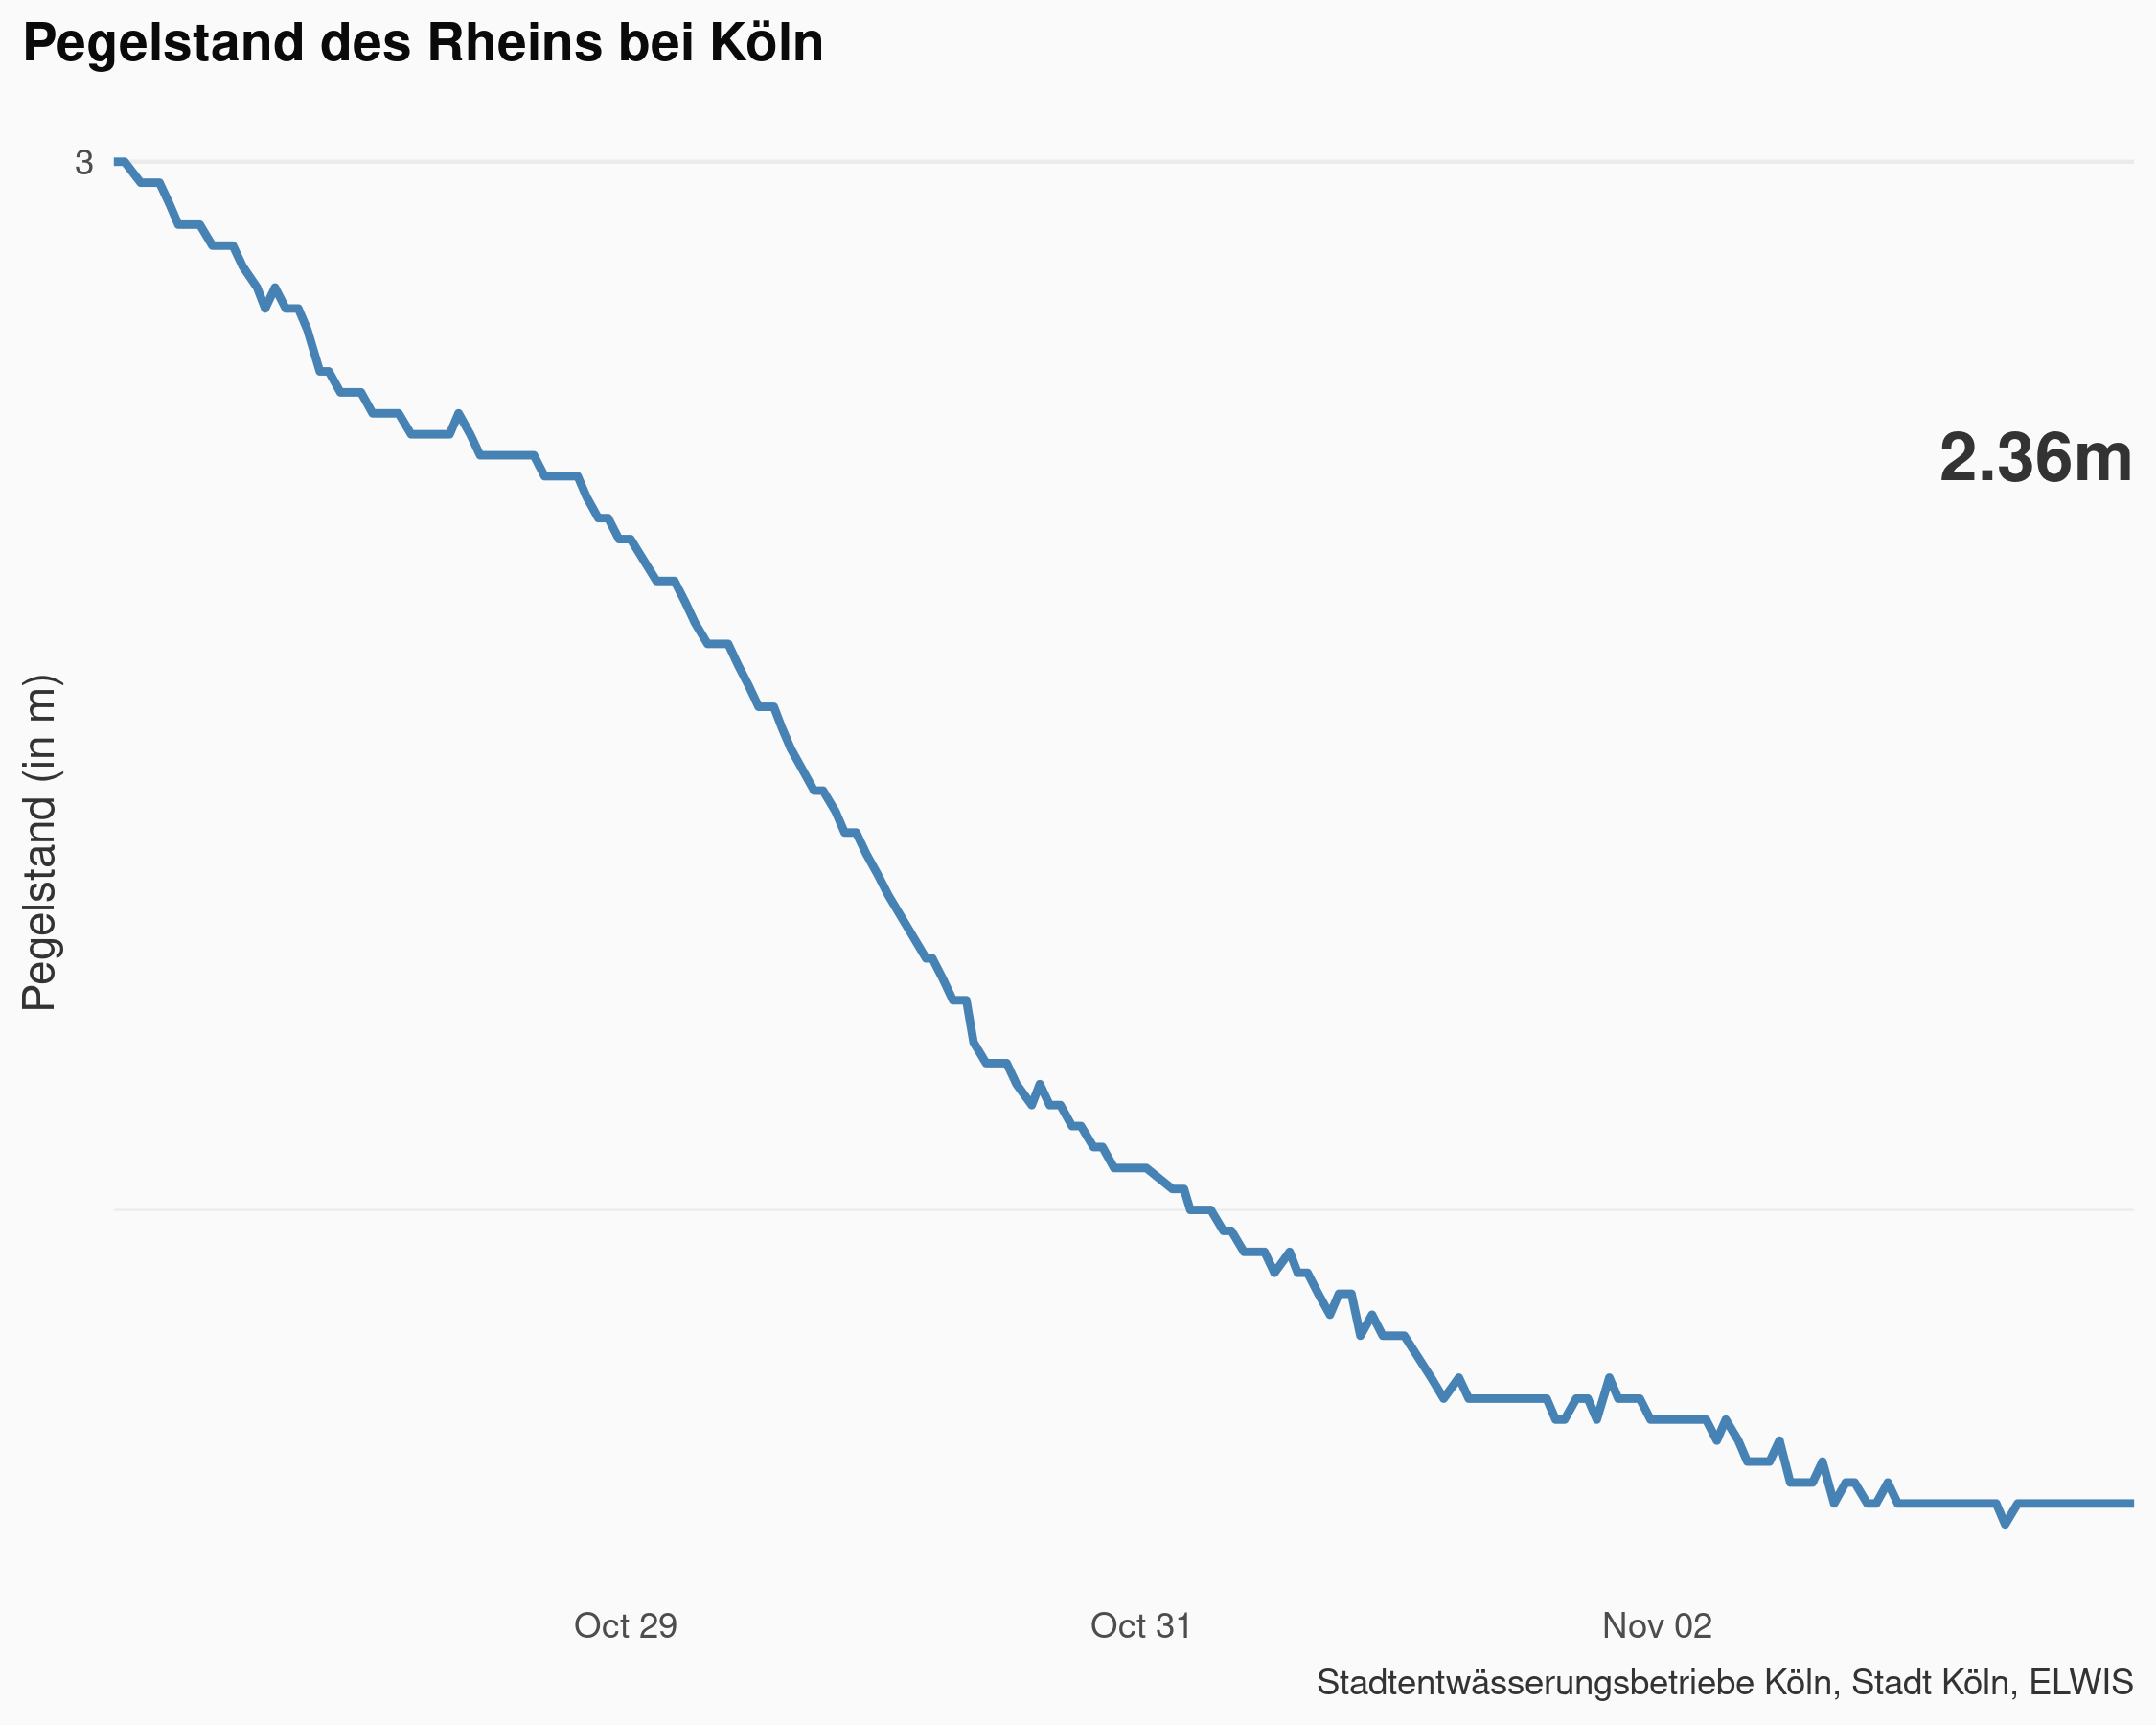 Pegelstand des Rheins bei Köln
3
2.36m
Pegelstand (in m)
Oct 29
Oct 31
Nov 02
Stadtentwässerungsbetriebe Köln, Stadt Köln, ELWIS